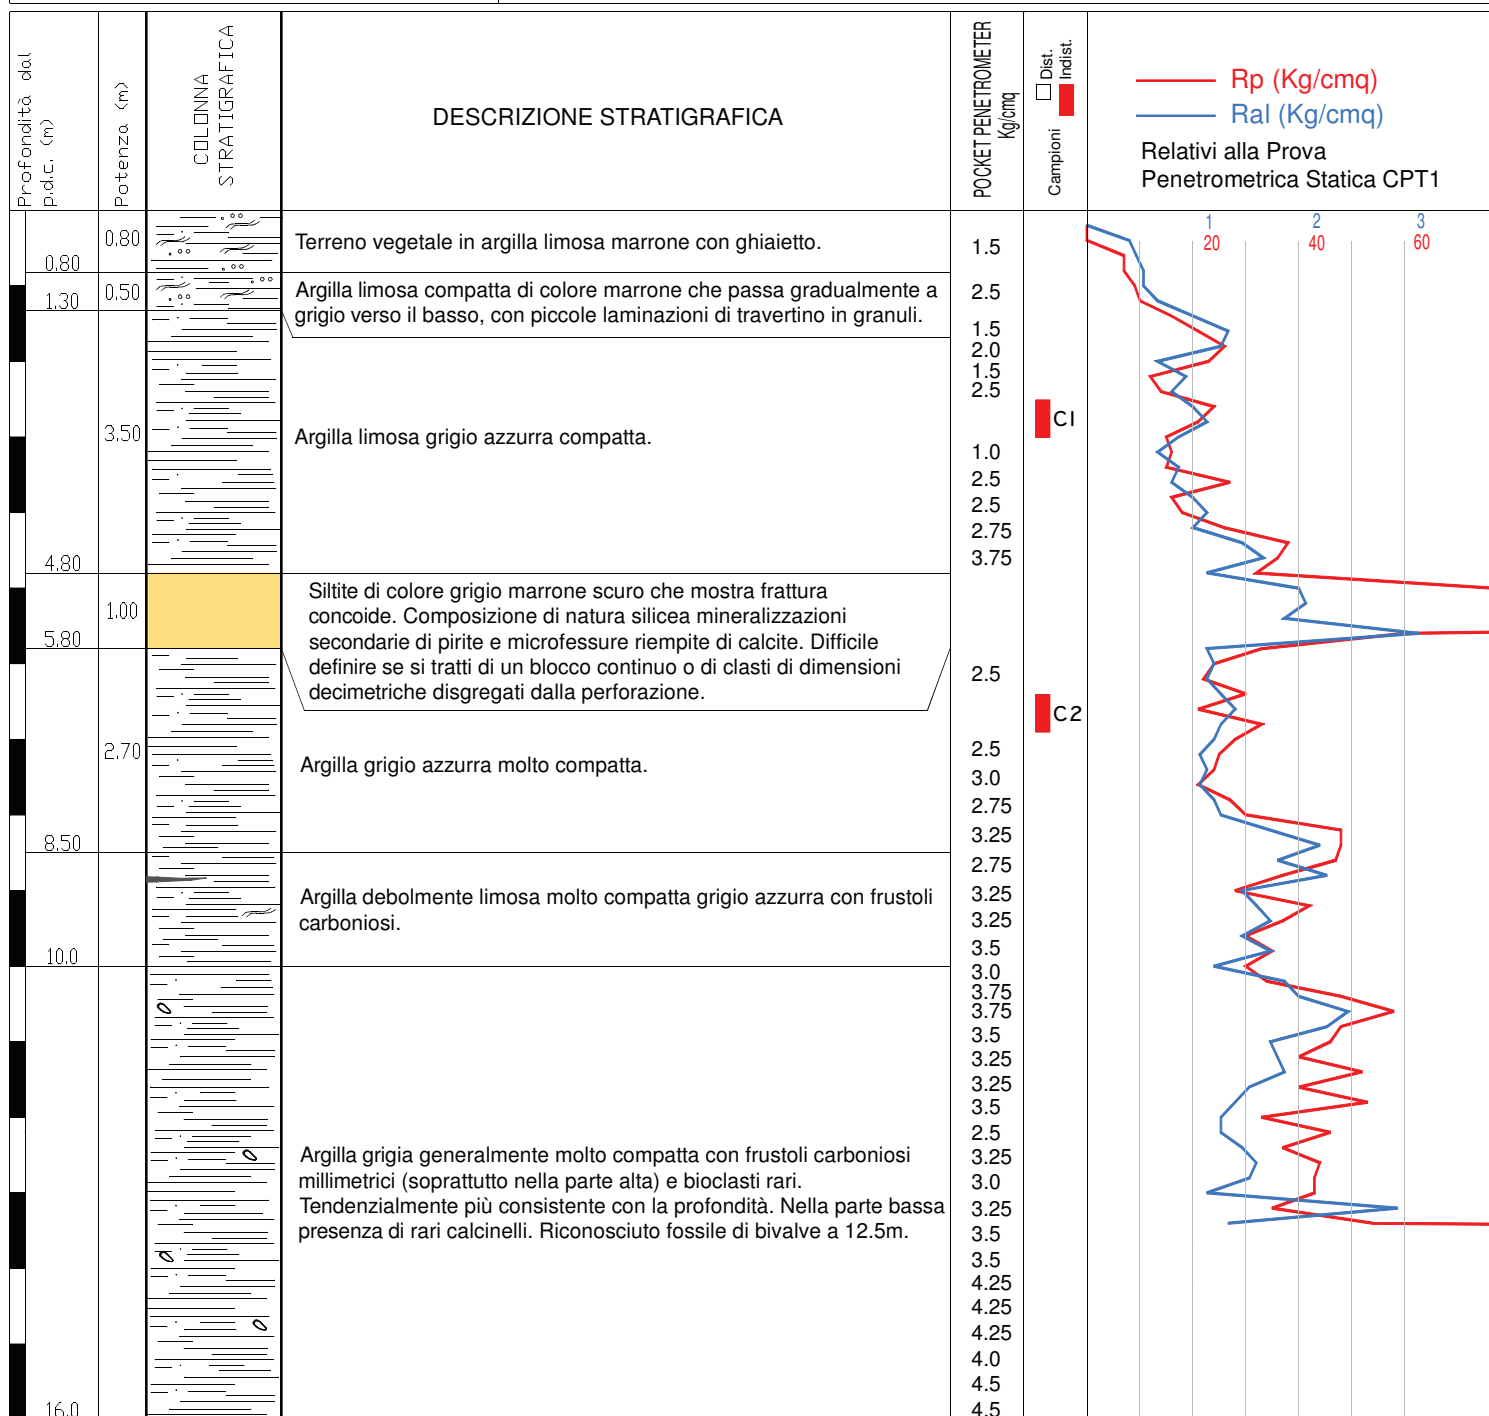 Profondità dal
p.d.c. (m)
Potenza (m)
COLONNA
STRATIGRAFICA
DESCRIZIONE STRATIGRAFICA
POCKET PENETROMETER
Kg/cmq
Campioni
Dist.
Indist.
Rp (Kg/cmq)
Ral (Kg/cmq)
Relativi alla Prova
Penetrometrica Statica CPT1
1 2 3
20 40 60
0.80
0.80
Terreno vegetale in argilla limosa marrone con ghiaietto.
1.5
1.30
0.50
Argilla limosa compatta di colore marrone che passa gradualmente a
grigio verso il basso, con piccole laminazioni di travertino in granuli.
2.5
1.5
2.0
1.5
2.5
C1
4.80
3.50
Argilla limosa grigio azzurra compatta.
1.0
2.5
2.5
2.75
3.75
5.80
1.00
Siltite di colore grigio marrone scuro che mostra frattura
concoide. Composizione di natura silicea mineralizzazioni
secondarie di pirite e microfessure riempite di calcite. Difficile
definire se si tratti di un blocco continuo o di clasti di dimensioni
decimetriche disgregati dalla perforazione.
2.5
C2
8.50
2.70
Argilla grigio azzurra molto compatta.
2.5
3.0
2.75
3.25
2.75
10.0
Argilla debolmente limosa molto compatta grigio azzurra con frustoli
carboniosi.
3.25
3.25
3.5
3.0
3.75
3.75
3.5
3.25
3.25
3.5
2.5
16.0
Argilla grigia generalmente molto compatta con frustoli carboniosi
millimetrici (soprattutto nella parte alta) e bioclasti rari.
Tendenzialmente più consistente con la profondità. Nella parte bassa
presenza di rari calcinelli. Riconosciuto fossile di bivalve a 12.5m.
3.25
3.0
3.25
3.5
3.5
4.25
4.25
4.25
4.0
4.5
4.5